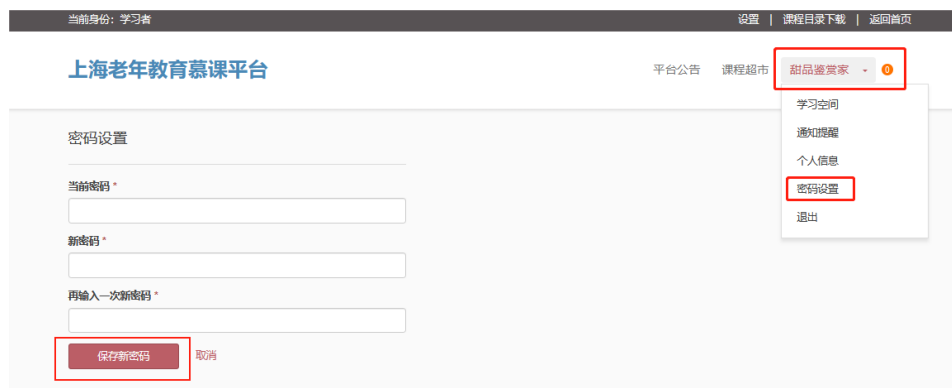 当前身份：学习者 设置 | 课程目录下载 | 返回首页
上海老年教育慕课平台 平台公告 课程超市 甜品鉴赏家 0
学习空间
通知提醒
个人信息
密码设置
退出
密码设置
当前密码 *
新密码 *
再输入一次新密码 *
保存新密码 取消